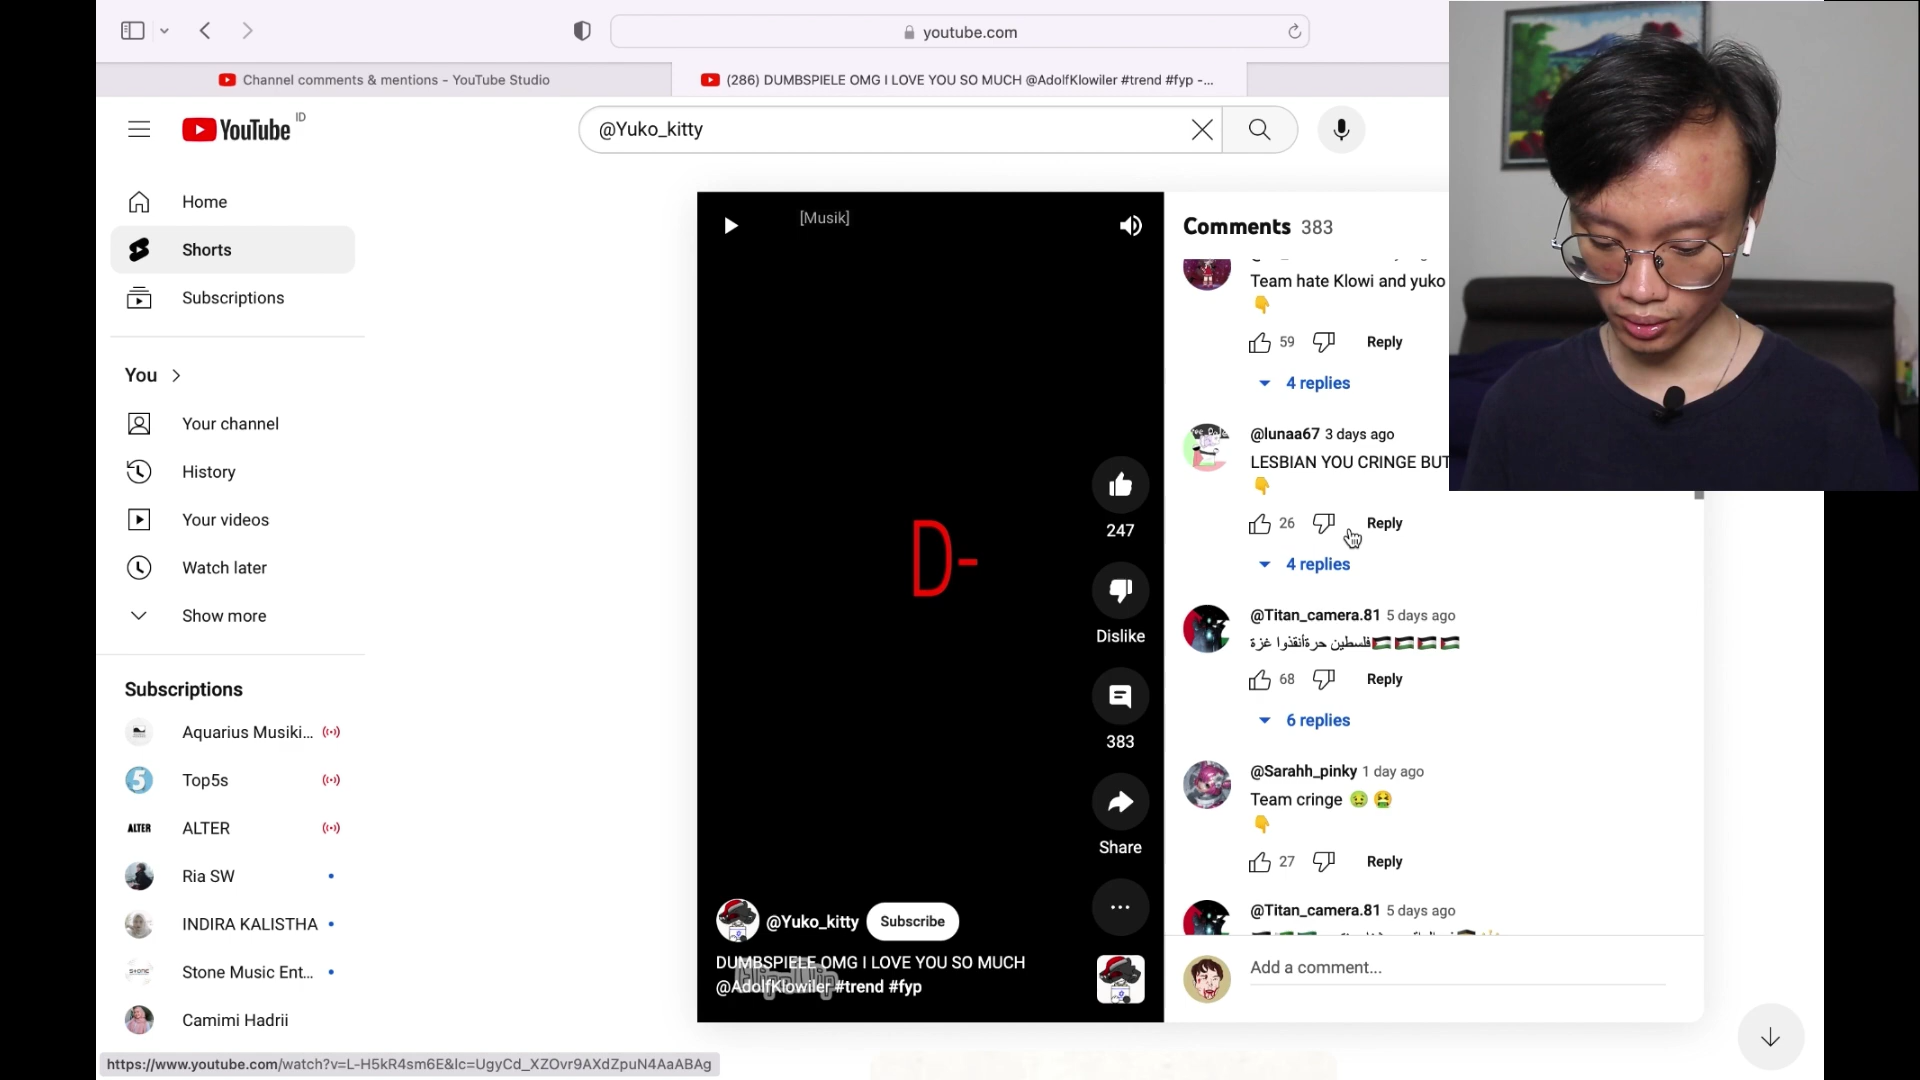 youtube.com
Channel comments & mentions - YouTube Studio
(286) DUMBSPIELE OMG I LOVE YOU SO MUCH @AdolfKlowiler #trend #fyp -...
YouTube ID
@Yuko_kitty
Home
Shorts
Subscriptions
You
Your channel
History
Your videos
Watch later
Show more
Subscriptions
Aquarius Musiki...
Top5s
ALTER
ALTER
Ria SW
INDIRA KALISTHA
Stone Music Ent...
Camimi Hadrii
https://www.youtube.com/watch?v=L-H5kR4sm6E&lc=UgyCd_XZOvr9AXdZpuN4AaABAg
[Musik]
D-
247
Dislike
383
Share
@Yuko_kitty
Subscribe
DUMBSPIELE OMG I LOVE YOU SO MUCH
@AdolfKlowiler #trend #fyp
Comments 383
Team hate Klowi and yuko
👇
59 Reply
4 replies
@lunaa67 3 days ago
LESBIAN YOU CRINGE BUT
👇
26 Reply
4 replies
@Titan_camera.81 5 days ago
فلسطين حرةأنقذوا غزة🇵🇸🇵🇸🇵🇸🇵🇸
68 Reply
6 replies
@Sarahh_pinky 1 day ago
Team cringe 🤢🤮
👇
27 Reply
@Titan_camera.81 5 days ago
Add a comment...